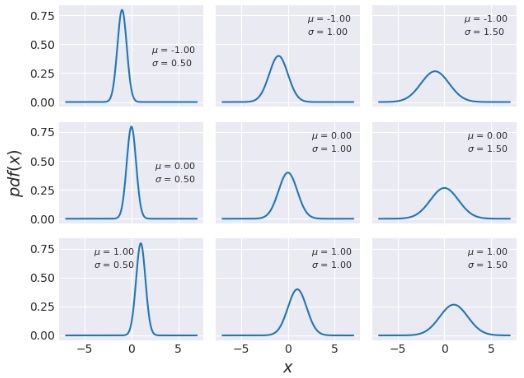 0.75
0.50
0.25
0.00
μ = -1.00
σ = 0.50
μ = -1.00
σ = 1.00
μ = -1.00
σ = 1.50
0.75
0.50
0.25
0.00
μ = 0.00
σ = 0.50
μ = 0.00
σ = 1.00
μ = 0.00
σ = 1.50
pdf(x)
0.75
0.50
0.25
0.00
μ = 1.00
σ = 0.50
μ = 1.00
σ = 1.00
μ = 1.00
σ = 1.50
−5 0 5 −5 0 5 −5 0 5
x